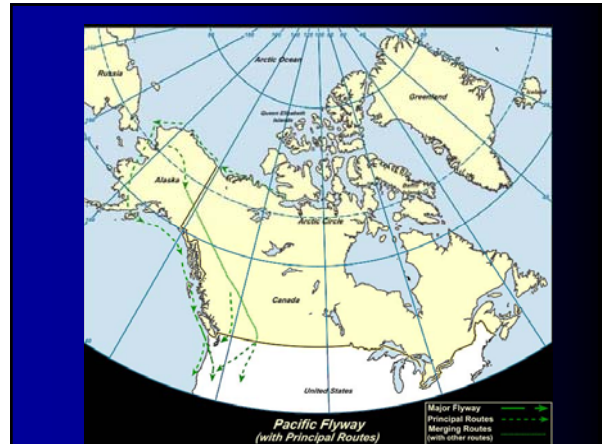 Arctic Ocean
Russia
Greenland
Iceland
Queen Elizabeth
Islands
Alaska
Arctic Circle
Canada
United States
Pacific Flyway
(with Principal Routes)
Major Flyway
Principal Routes
Merging Routes
(with other routes)